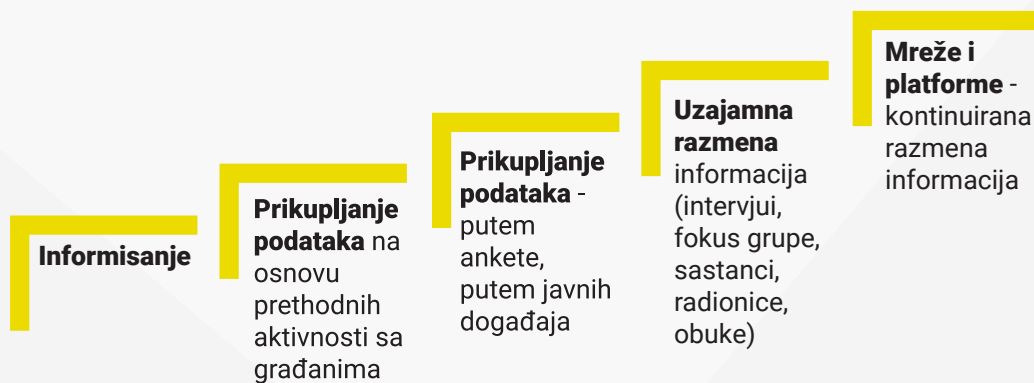 Informisanje
Prikupljanje
podataka na
osnovu
prethodnih
aktivnosti sa
građanima
Prikupljanje
podataka -
putem
ankete,
putem javnih
događaja
Uzajamna
razmena
informacija
(intervjui,
fokus grupe,
sastanci,
radionice,
obuke)
Mreže i
platforme -
kontinuirana
razmena
informacija